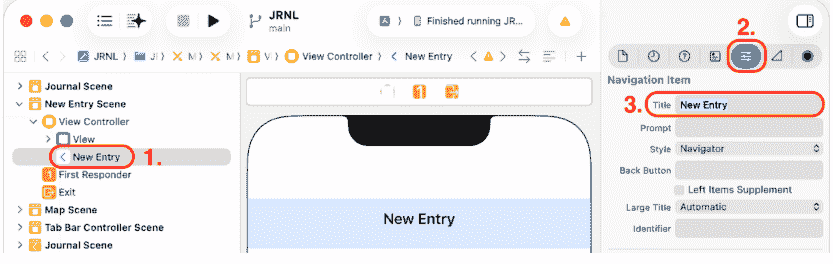 JRNL
main
Finished running JR...
2.
JRNL
Ji
M
M
V
View Controller
New Entry
Journal Scene
New Entry Scene
View Controller
View
New Entry
1.
First Responder
Exit
Map Scene
Tab Bar Controller Scene
Journal Scene
New Entry
Navigation Item
3.
Title New Entry
Prompt
Style Navigator
Back Button
Left Items Supplement
Large Title Automatic
Identifier